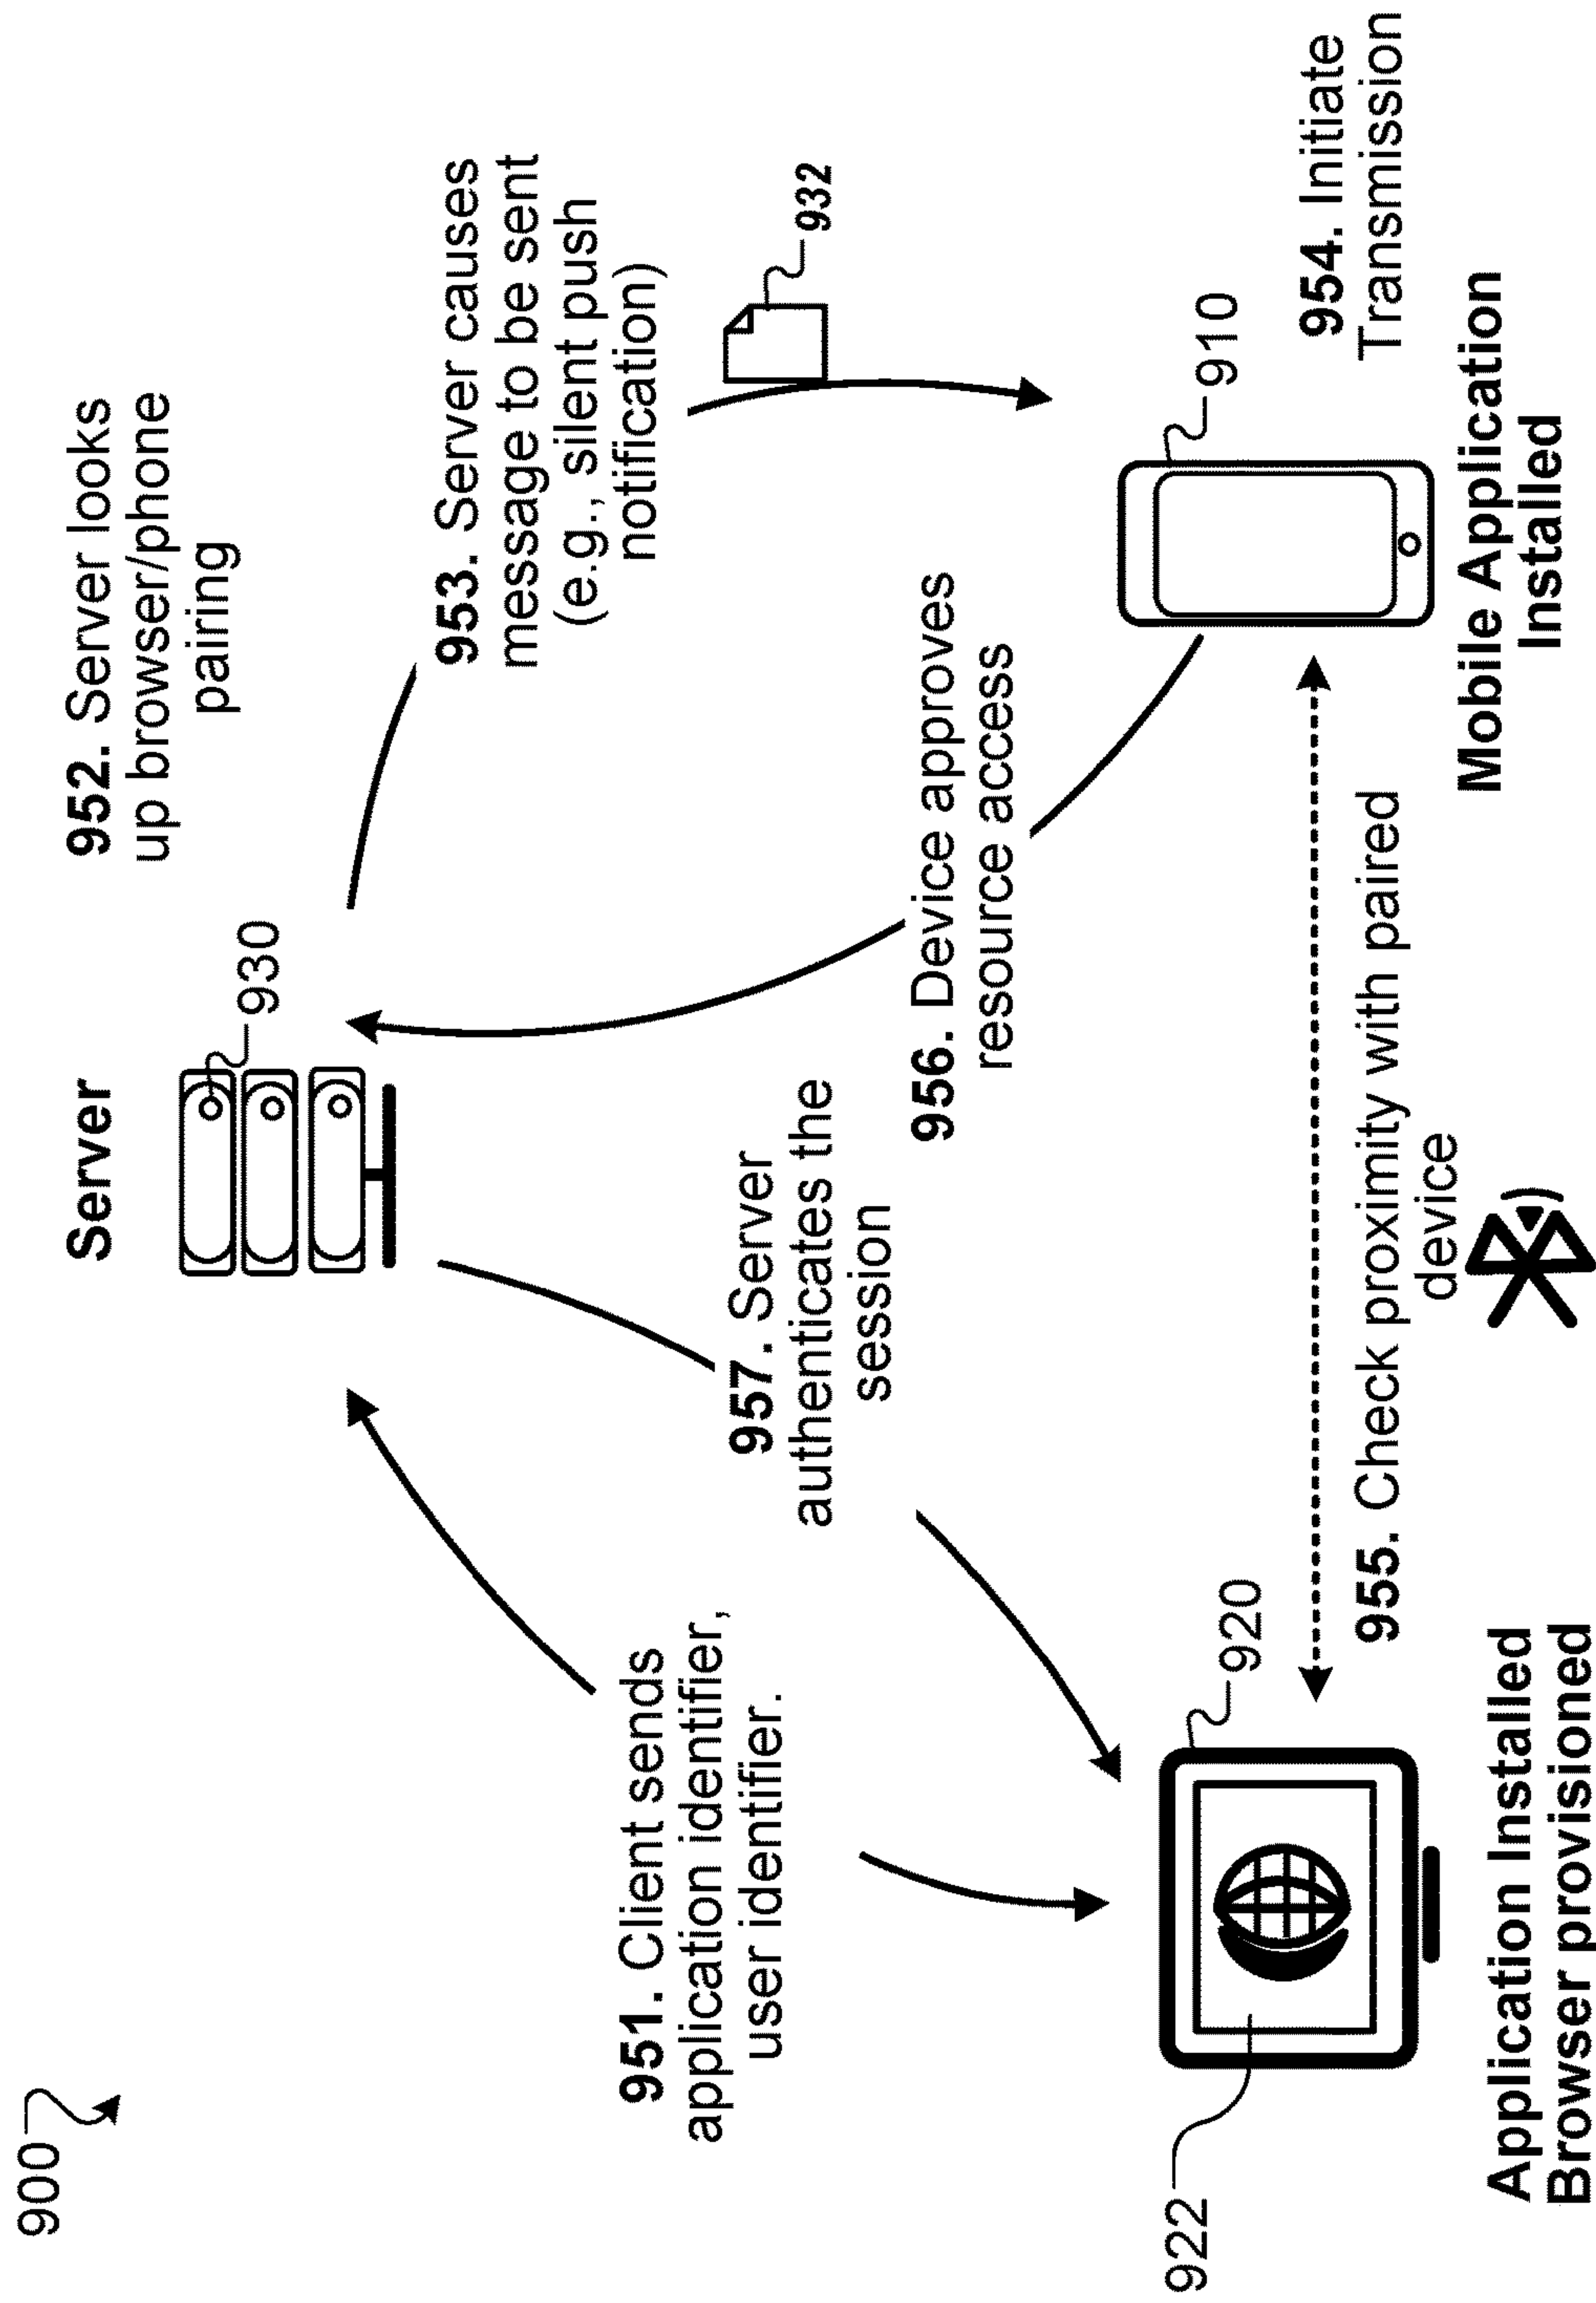 900
Server
930
952. Server looks
up browser/phone
pairing
953. Server causes
message to be sent
(e.g., silent push
notification)
932
951. Client sends
application identifier,
user identifier.
957. Server
authenticates the
session
956. Device approves
resource access
922
920
910
954. Initiate
Transmission
955. Check proximity with paired
device
Application Installed
Browser provisioned
Mobile Application
Installed